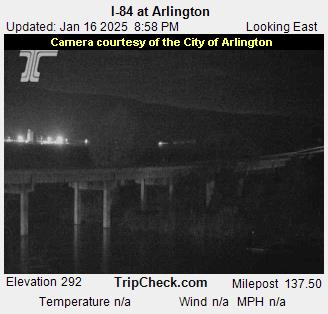 I-84 at Arlington
Updated: Jan 16 2025 8:58 PM Looking East
Camera courtesy of the City of Arlington
Elevation 292 TripCheck.com Milepost 137.50
Temperature n/a Wind n/a MPH n/a